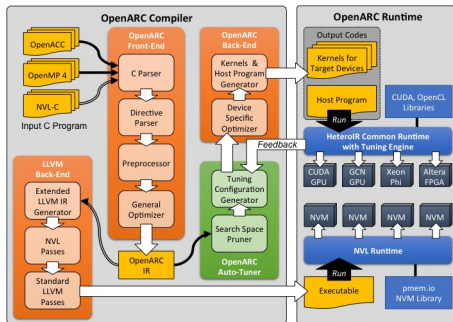 OpenARC Compiler
OpenACC
OpenMP 4
NVL-C
Input C Program
OpenARC
Front-End
C Parser
Directive
Parser
Preprocessor
General
Optimizer
OpenARC
IR
LLVM
Back-End
Extended
LLVM IR
Generator
NVL
Passes
Standard
LLVM
Passes
OpenARC
Back-End
Kernels &
Host Program
Generator
Device
Specific
Optimizer
Feedback
Tuning
Configuration
Generator
Search Space
Pruner
OpenARC
Auto-Tuner
OpenARC Runtime
Output Codes
Kernels for
Target Devices
Host Program
Run
CUDA, OpenCL
Libraries
HeteroIR Common Runtime
with Tuning Engine
CUDA
GPU
GCN
GPU
Xeon
Phi
Altera
FPGA
NVM
NVM
NVM
NVM
NVL Runtime
Run
Executable
pmem.io
NVM Library